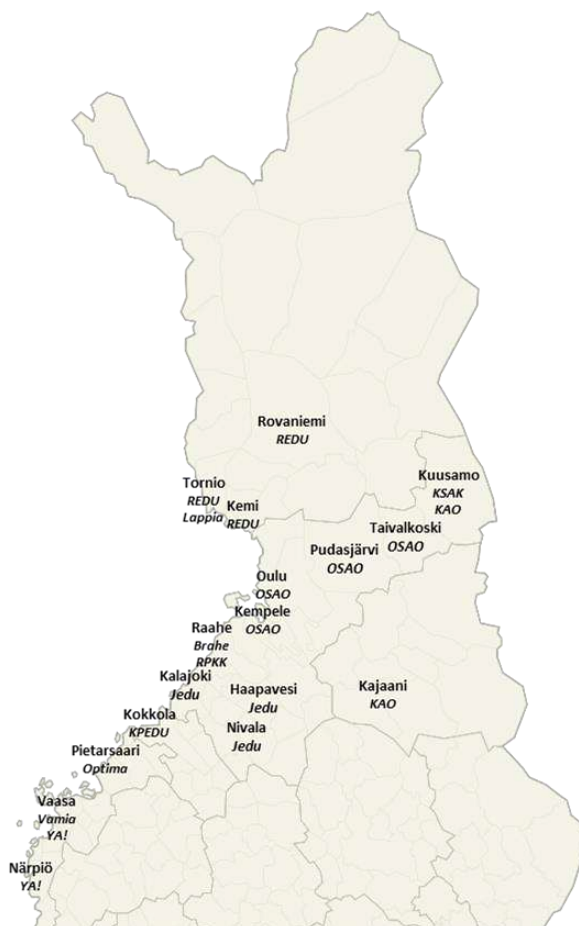 Rovaniemi
REDU
Tornio
REDU
Lappia
Kemi
REDU
Kuusamo
KSAK
KAO
Taivalkoski
OSAO
Pudasjärvi
OSAO
Oulu
OSAO
Kempele
OSAO
Raahe
Brahe
RPKK
Kalajoki
Jedu
Haapavesi
Jedu
Kajaani
KAO
Kokkola
KPEDU
Nivala
Jedu
Pietarsaari
Optima
Vaasa
Vamia
YA!
Närpiö
YA!